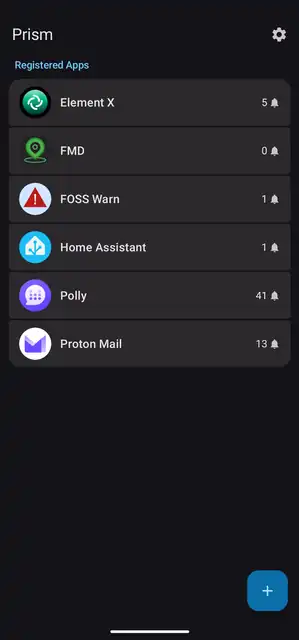 Prism
Registered Apps
Element X 5
FMD 0
FOSS Warn 1
Home Assistant 1
Polly 41
Proton Mail 13
+